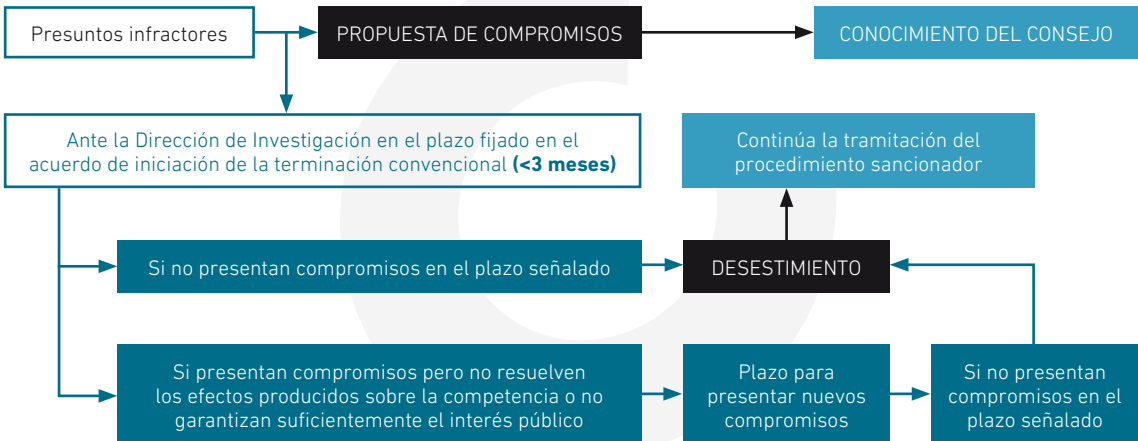 Presuntos infractores
PROPUESTA DE COMPROMISOS
CONOCIMIENTO DEL CONSEJO
Ante la Dirección de Investigación en el plazo fijado en el
acuerdo de iniciación de la terminación convencional (<3 meses)
Continúa la tramitación del
procedimiento sancionador
Si no presentan compromisos en el plazo señalado
DESESTIMIENTO
Si presentan compromisos pero no resuelven
los efectos producidos sobre la competencia o no
garantizan suficientemente el interés público
Plazo para
presentar nuevos
compromisos
Si no presentan
compromisos en el
plazo señalado